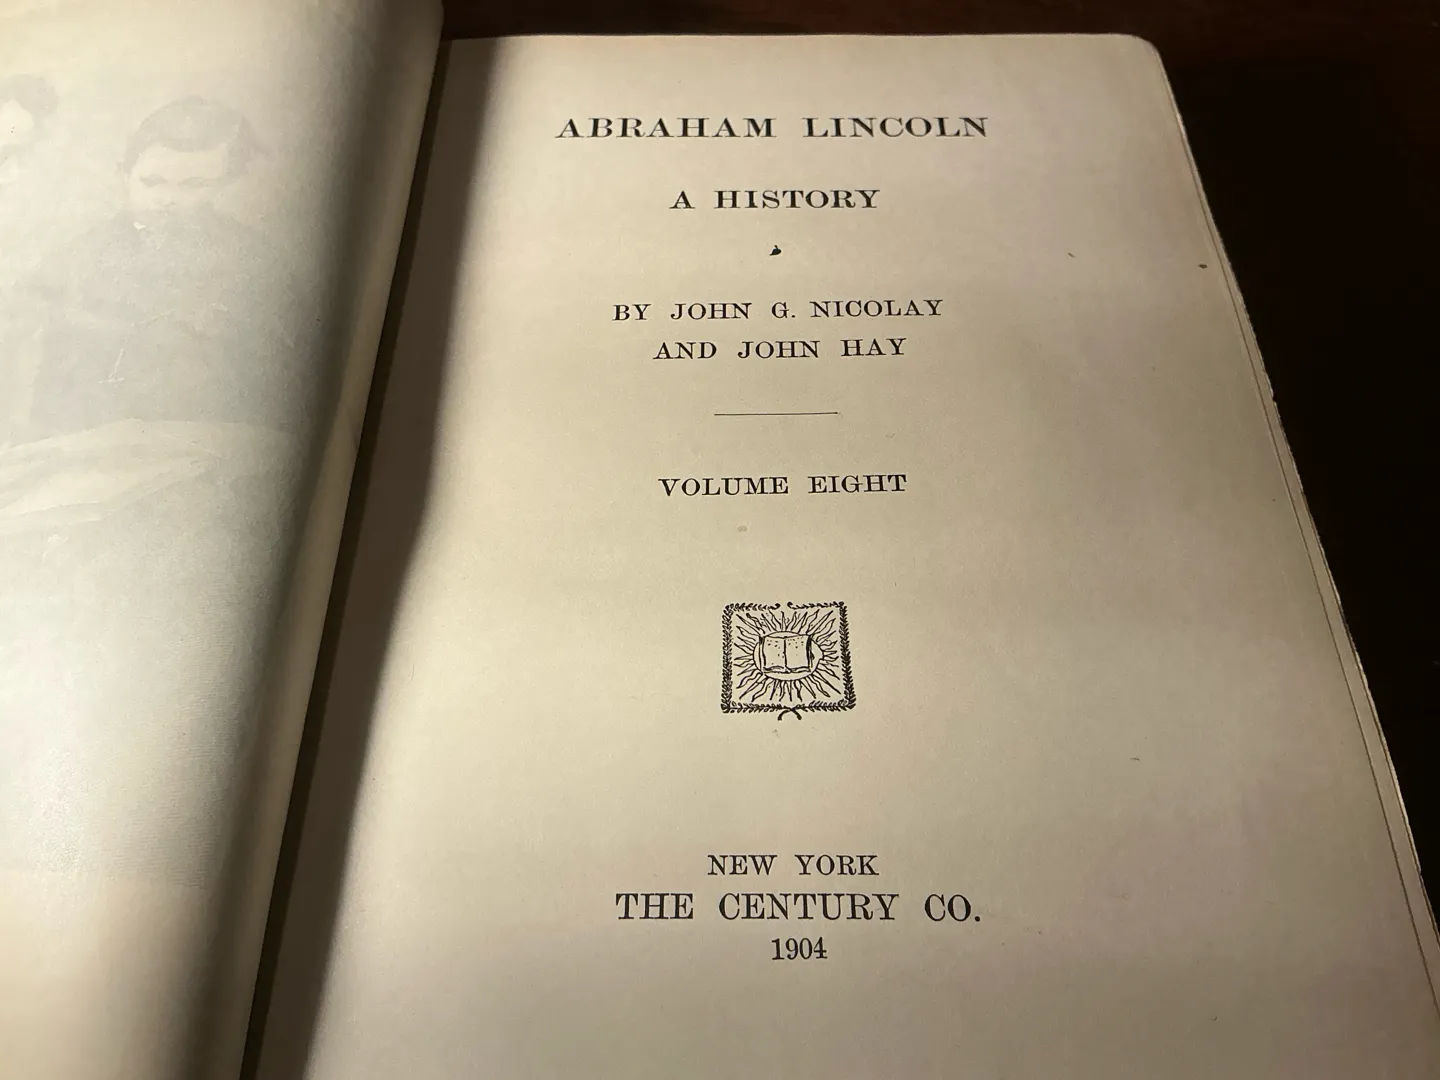 ABRAHAM LINCOLN
A HISTORY
BY JOHN G. NICOLAY
AND JOHN HAY
VOLUME EIGHT
NEW YORK
THE CENTURY CO.
1904